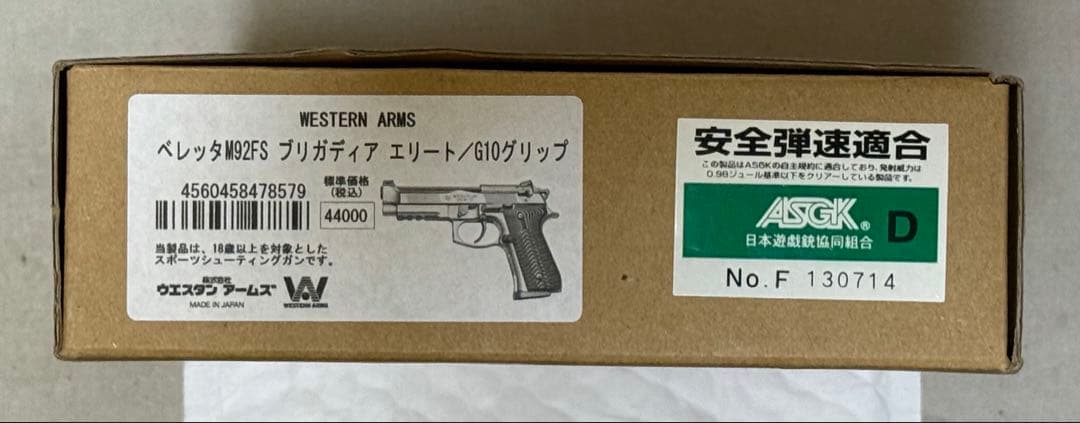 WESTERN ARMS
ベレッタM92FS ブリガディア エリート／G10グリップ
4560458478579
標準価格
(税込)
44000
当製品は、18歳以上を対象とした
スポーツシューティングガンです。
株式会社
ウエスタン アームズ
MADE IN JAPAN
WESTERN ARMS
安全弾速適合
この製品はASGKの自主規約に適合しており、発射威力は
0.98ジュール基準以下をクリアーしている製品です。
ASGK®
日本遊戯銃協同組合
D
No.F 130714